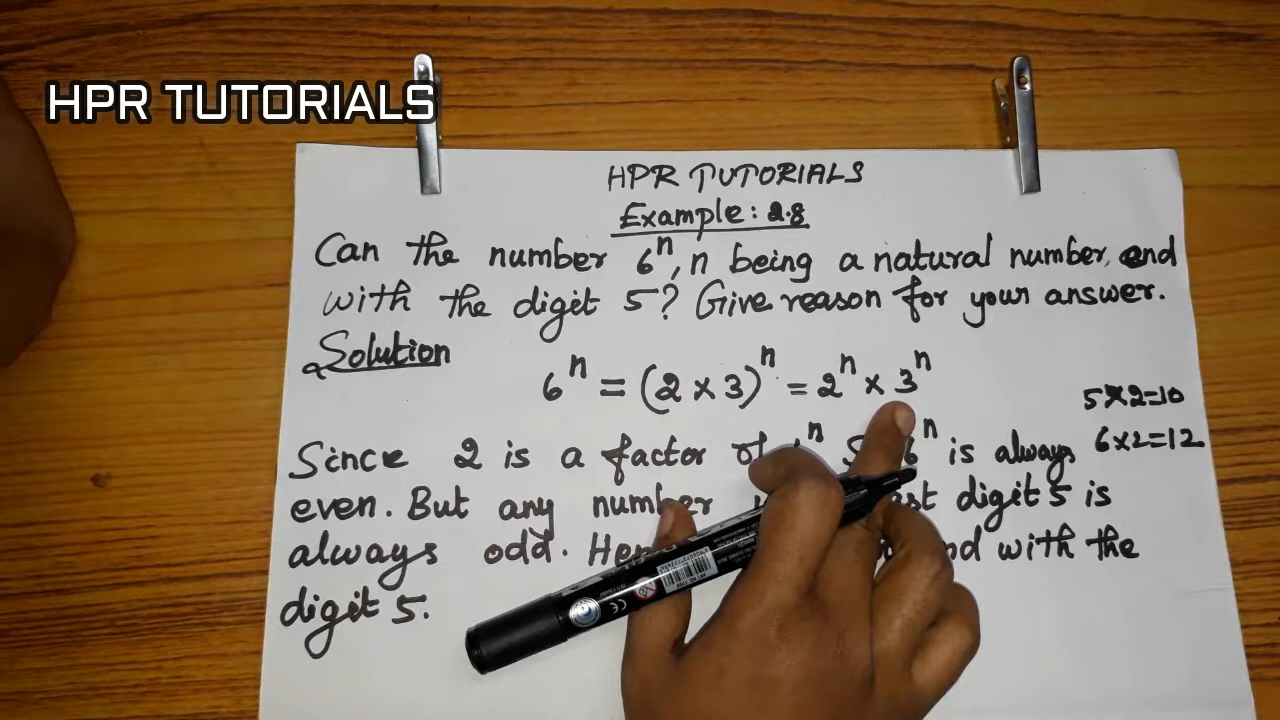 HPR TUTORIALS
HPR TUTORIALS
Example: 2.8
Can the number 6ⁿ, n being a natural number, end
with the digit 5? Give reason for your answer.
Solution
6ⁿ = (2 × 3)ⁿ = 2ⁿ × 3ⁿ
5×2=10
6×2=12
Since 2 is a factor of ⁿ 6ⁿ is always
even. But any number digit 5 is
always odd. with the
digit 5.